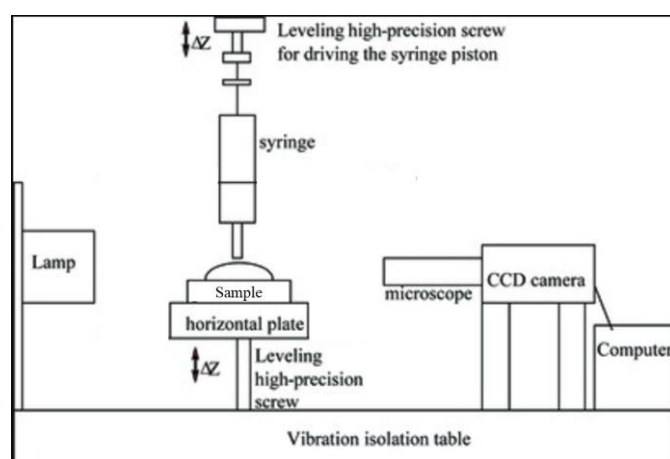 ΔZ
Leveling high-precision screw
for driving the syringe piston
syringe
Lamp
Sample
microscope
CCD camera
horizontal plate
Computer
ΔZ
Leveling
high-precision
screw
Vibration isolation table